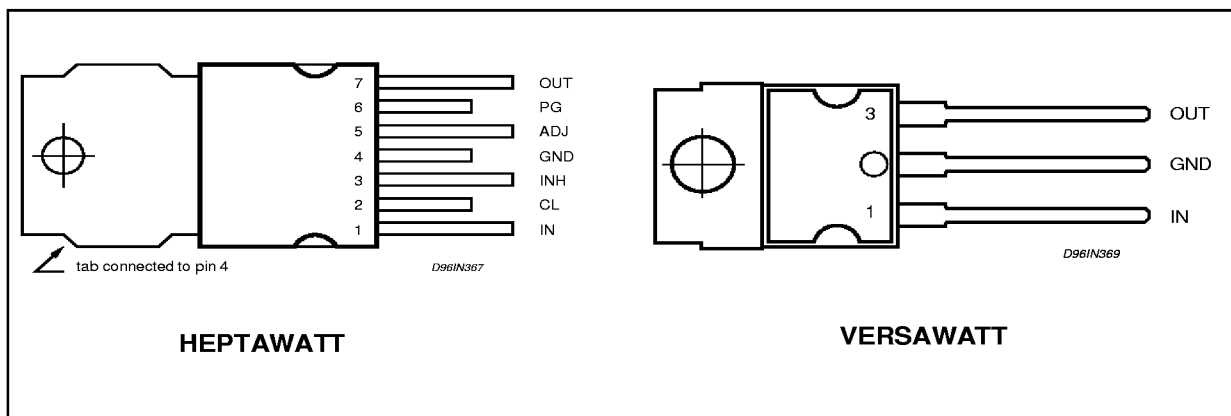 7 OUT
6 PG
5 ADJ
4 GND
3 INH
2 CL
1 IN
tab connected to pin 4
D96IN367
HEPTAWATT
3 OUT
GND
1 IN
D96IN369
VERSAWATT